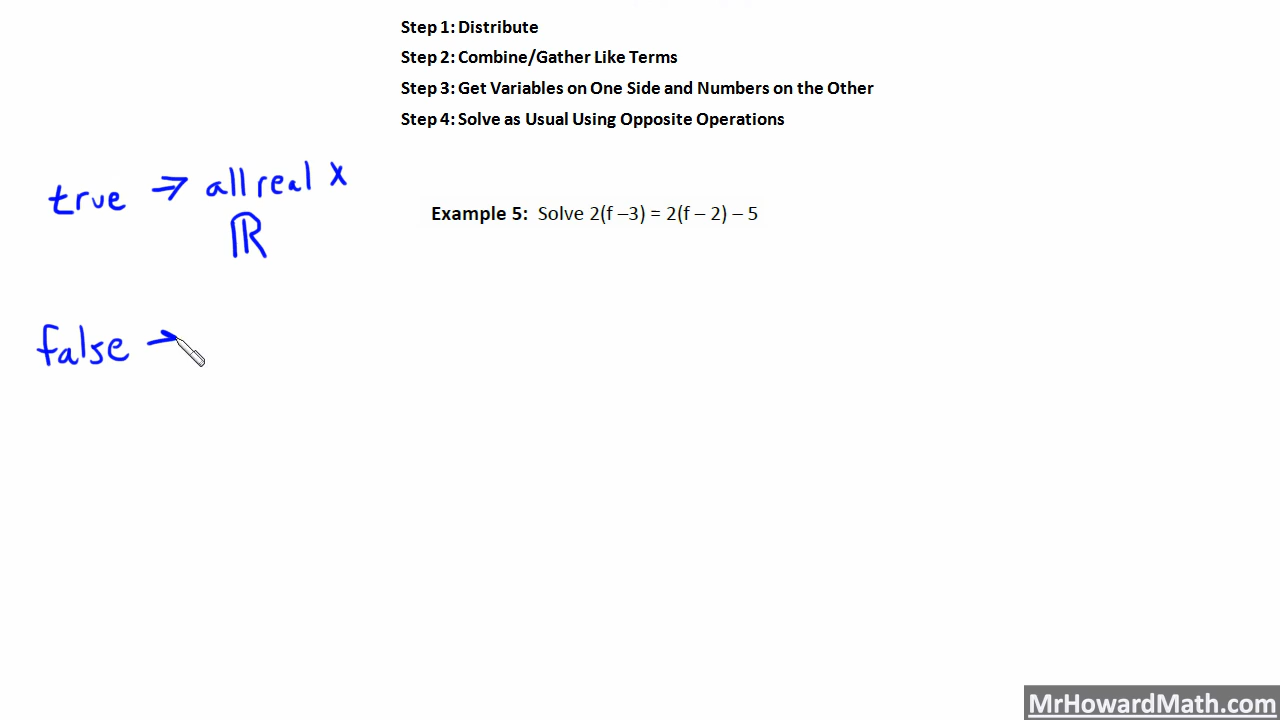 Step 1: Distribute
Step 2: Combine/Gather Like Terms
Step 3: Get Variables on One Side and Numbers on the Other
Step 4: Solve as Usual Using Opposite Operations
true → all real x
ℝ
Example 5: Solve 2(f –3) = 2(f – 2) – 5
false →
MrHowardMath.com